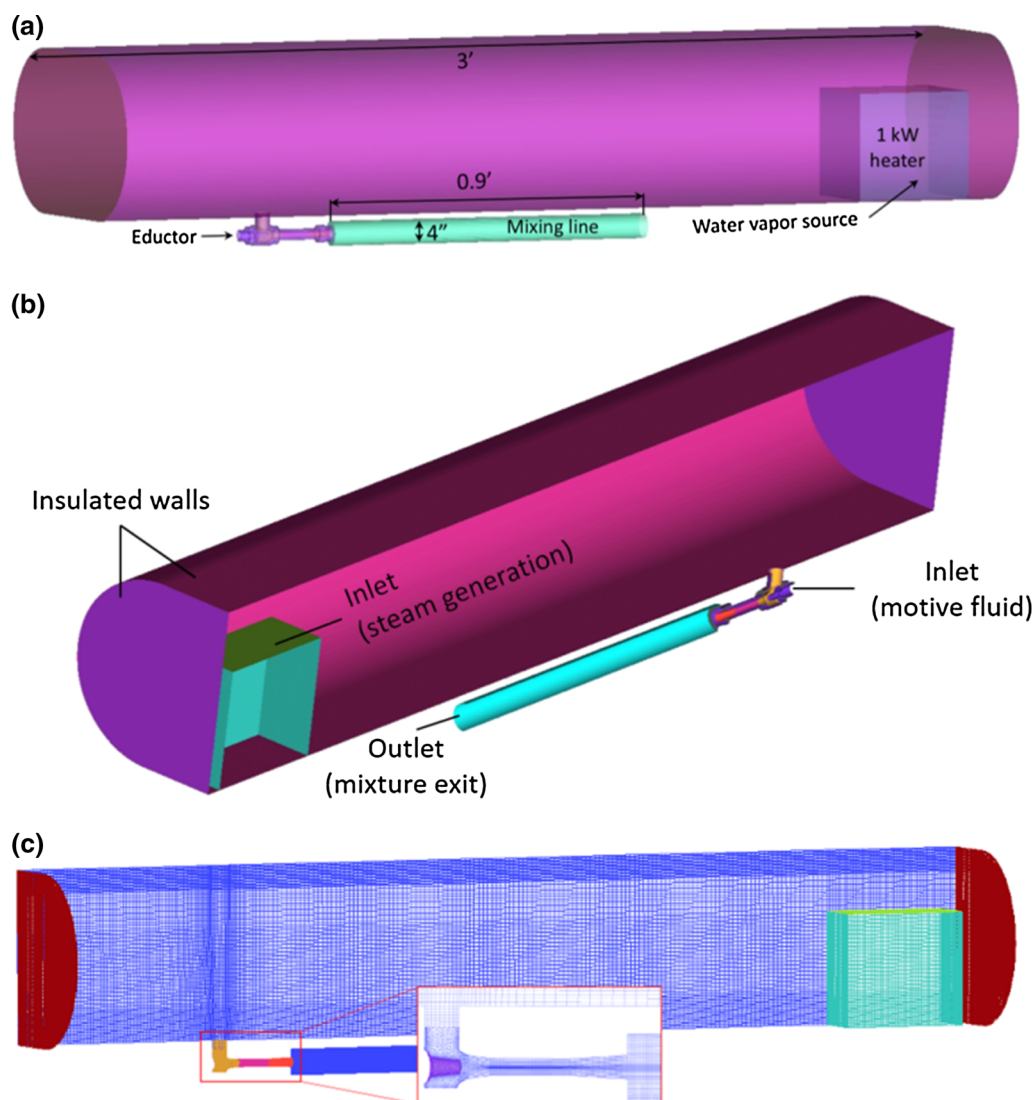 (a)
3’
1 kW
heater
0.9’
Eductor
4”
Mixing line
Water vapor source
(b)
Insulated walls
Inlet
(steam generation)
Inlet
(motive fluid)
Outlet
(mixture exit)
(c)